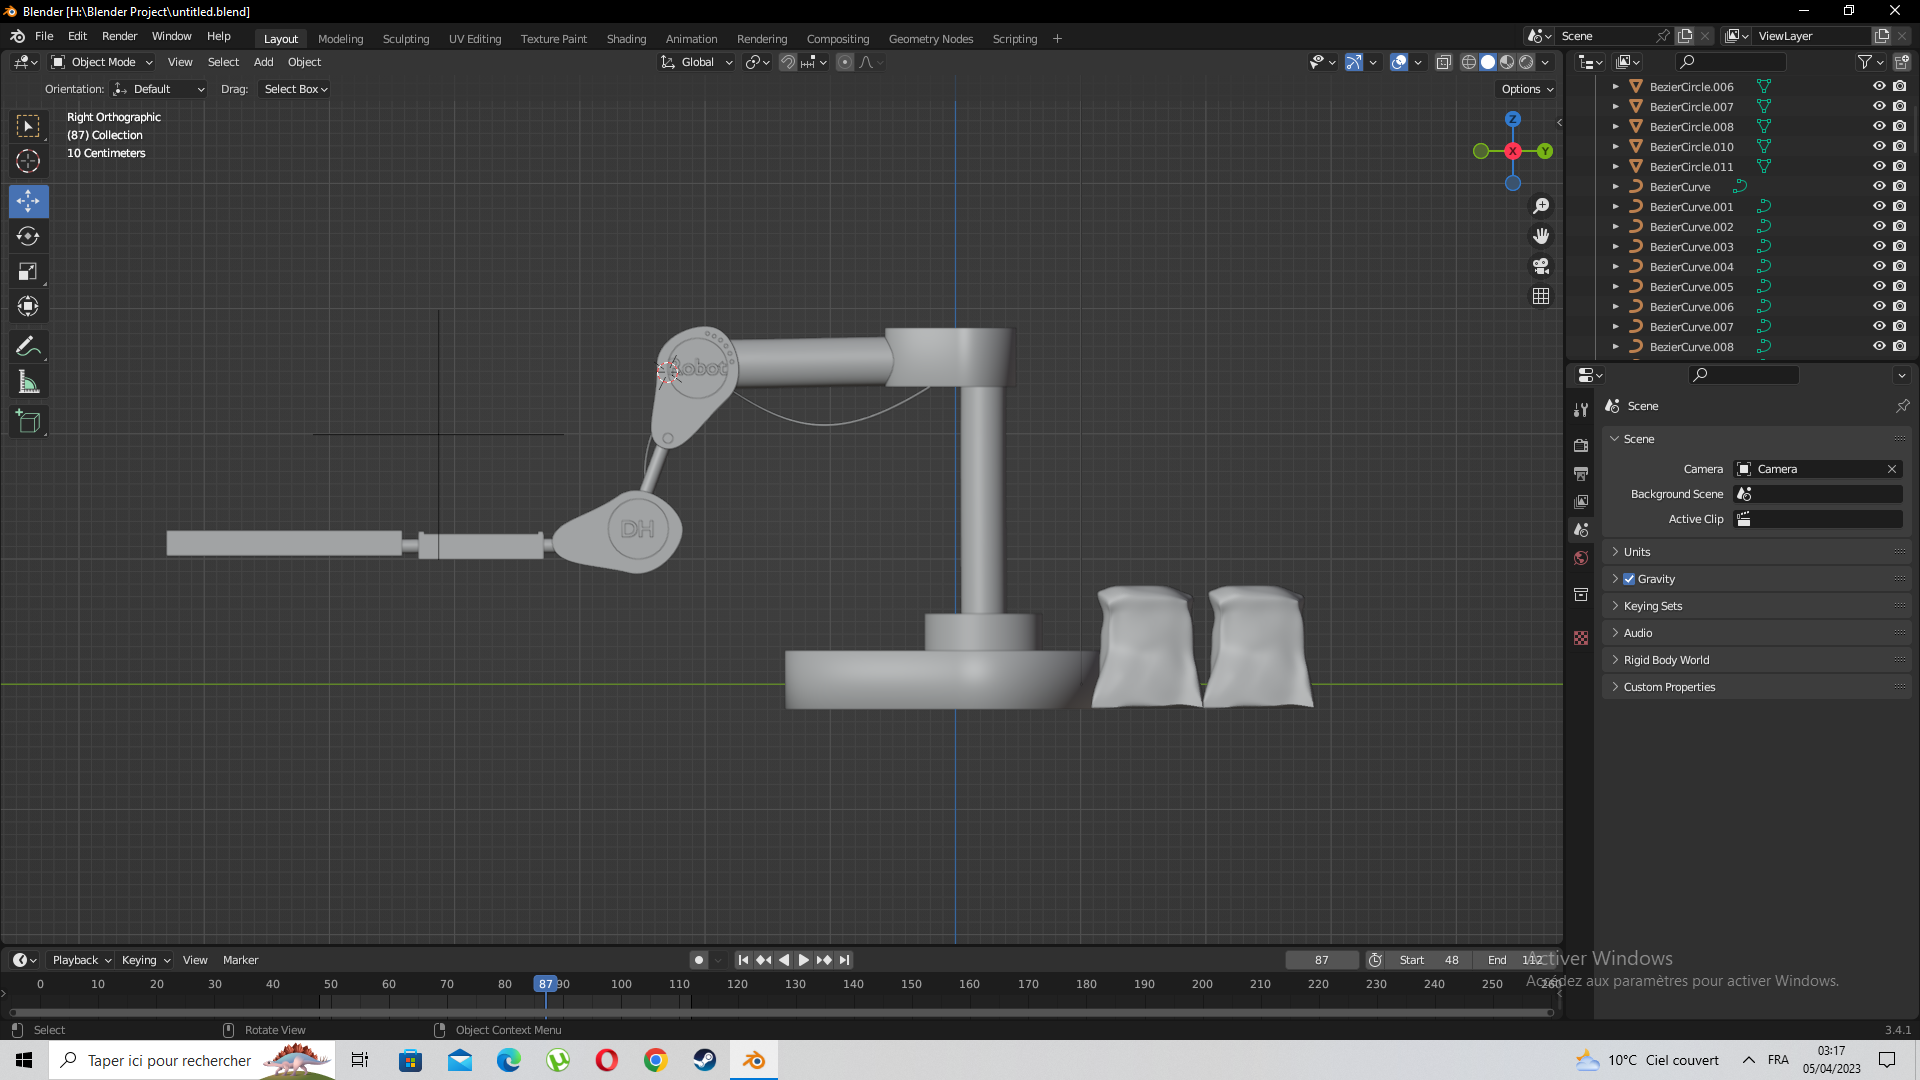 Blender [H:\Blender Project\untitled.blend]
File Edit Render Window Help Layout Modeling Sculpting UV Editing Texture Paint Shading Animation Rendering Compositing Geometry Nodes Scripting + Scene ViewLayer
Object Mode View Select Add Object Global
Orientation: Default Drag: Select Box Options
Right Orthographic
(87) Collection
10 Centimeters
Z
X Y
BezierCircle.006
BezierCircle.007
BezierCircle.008
BezierCircle.010
BezierCircle.011
BezierCurve
BezierCurve.001
BezierCurve.002
BezierCurve.003
BezierCurve.004
BezierCurve.005
BezierCurve.006
BezierCurve.007
BezierCurve.008
Robot
DH
Scene
Scene
Camera Camera
Background Scene
Active Clip
Units
Gravity
Keying Sets
Audio
Rigid Body World
Custom Properties
Playback Keying View Marker 87 Start 48 End 112
0 10 20 30 40 50 60 70 80 87 90 100 110 120 130 140 150 160 170 180 190 200 210 220 230 240 250 260
Activer Windows
Accédez aux paramètres pour activer Windows.
Select Rotate View Object Context Menu 3.4.1
Taper ici pour rechercher 10°C Ciel couvert FRA 03:17
05/04/2023